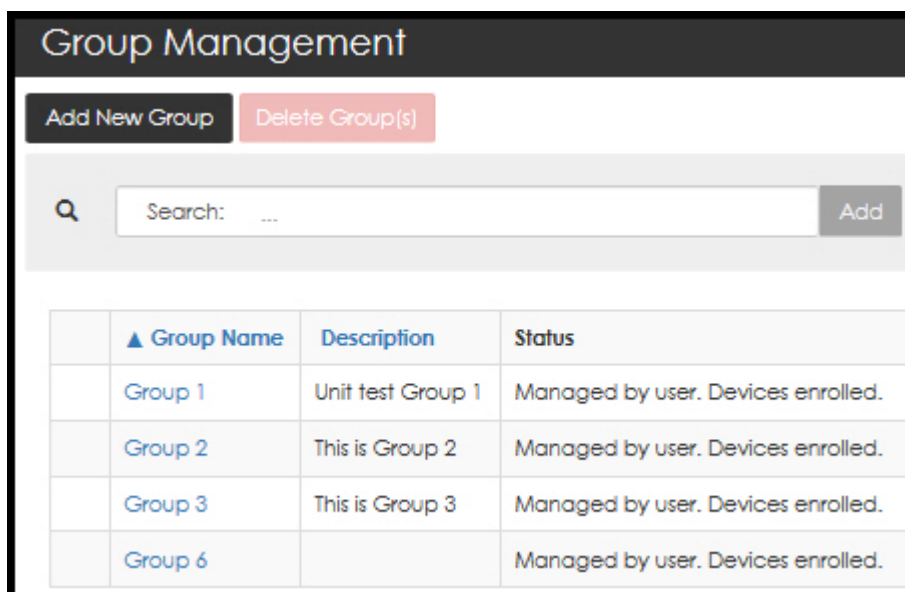 Group Management
Add New Group Delete Group(s)
Search: ... Add
▲ Group Name Description Status
Group 1 Unit test Group 1 Managed by user. Devices enrolled.
Group 2 This is Group 2 Managed by user. Devices enrolled.
Group 3 This is Group 3 Managed by user. Devices enrolled.
Group 6 Managed by user. Devices enrolled.